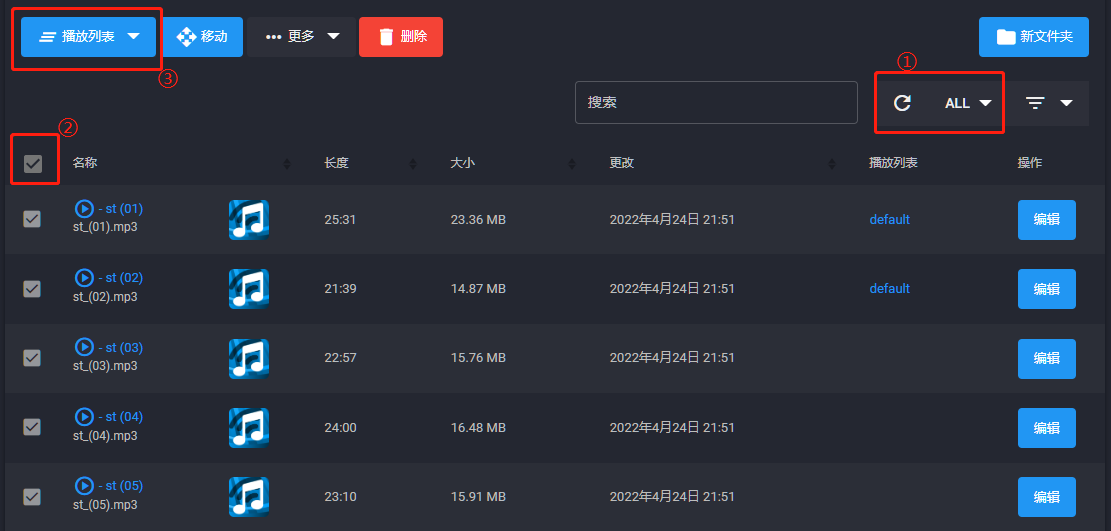 播放列表 移动 更多 删除 新文件夹
③ ①
搜索 ALL
②
名称 长度 大小 更改 播放列表 操作
- st (01)
st_(01).mp3 25:31 23.36 MB 2022年4月24日 21:51 default 编辑
- st (02)
st_(02).mp3 21:39 14.87 MB 2022年4月24日 21:51 default 编辑
- st (03)
st_(03).mp3 22:57 15.76 MB 2022年4月24日 21:51 编辑
- st (04)
st_(04).mp3 24:00 16.48 MB 2022年4月24日 21:51 编辑
- st (05)
st_(05).mp3 23:10 15.91 MB 2022年4月24日 21:51 编辑